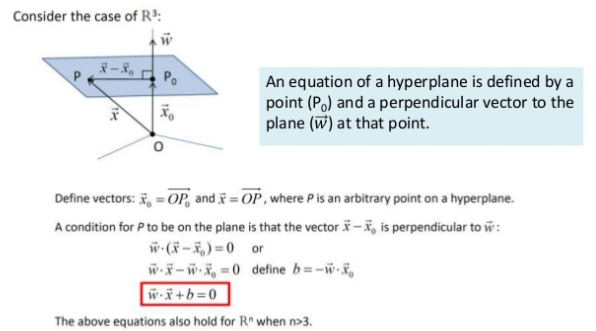 Consider the case of R³:
w⃗
P
x⃗ – x⃗₀
P₀
x⃗
x⃗₀
O
An equation of a hyperplane is defined by a
point (P₀) and a perpendicular vector to the
plane (w⃗) at that point.
Define vectors: x⃗₀ = OP₀⃗ and x⃗ = OP⃗, where P is an arbitrary point on a hyperplane.
A condition for P to be on the plane is that the vector x⃗ – x⃗₀ is perpendicular to w⃗:
w⃗·(x⃗ – x⃗₀) = 0 or
w⃗·x⃗ – w⃗·x⃗₀ = 0 define b = –w⃗·x⃗₀
w⃗·x⃗ + b = 0
The above equations also hold for Rⁿ when n>3.